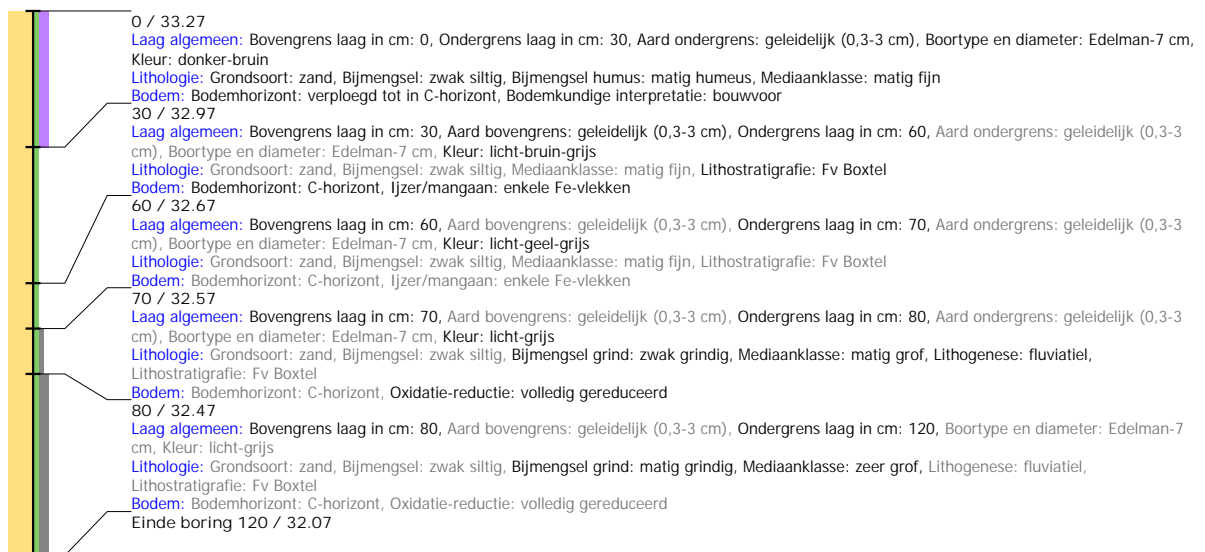 0 / 33.27
Laag algemeen: Bovengrens laag in cm: 0, Ondergrens laag in cm: 30, Aard ondergrens: geleidelijk (0,3-3 cm), Boortype en diameter: Edelman-7 cm,
Kleur: donker-bruin
Lithologie: Grondsoort: zand, Bijmengsel: zwak siltig, Bijmengsel humus: matig humeus, Mediaanklasse: matig fijn
Bodem: Bodemhorizont: verploegd tot in C-horizont, Bodemkundige interpretatie: bouwvoor
30 / 32.97
Laag algemeen: Bovengrens laag in cm: 30, Aard bovengrens: geleidelijk (0,3-3 cm), Ondergrens laag in cm: 60, Aard ondergrens: geleidelijk (0,3-3
cm), Boortype en diameter: Edelman-7 cm, Kleur: licht-bruin-grijs
Lithologie: Grondsoort: zand, Bijmengsel: zwak siltig, Mediaanklasse: matig fijn, Lithostratigrafie: Fv Boxtel
Bodem: Bodemhorizont: C-horizont, Ijzer/mangaan: enkele Fe-vlekken
60 / 32.67
Laag algemeen: Bovengrens laag in cm: 60, Aard bovengrens: geleidelijk (0,3-3 cm), Ondergrens laag in cm: 70, Aard ondergrens: geleidelijk (0,3-3
cm), Boortype en diameter: Edelman-7 cm, Kleur: licht-geel-grijs
Lithologie: Grondsoort: zand, Bijmengsel: zwak siltig, Mediaanklasse: matig fijn, Lithostratigrafie: Fv Boxtel
Bodem: Bodemhorizont: C-horizont, Ijzer/mangaan: enkele Fe-vlekken
70 / 32.57
Laag algemeen: Bovengrens laag in cm: 70, Aard bovengrens: geleidelijk (0,3-3 cm), Ondergrens laag in cm: 80, Aard ondergrens: geleidelijk (0,3-3
cm), Boortype en diameter: Edelman-7 cm, Kleur: licht-grijs
Lithologie: Grondsoort: zand, Bijmengsel: zwak siltig, Bijmengsel grind: zwak grindig, Mediaanklasse: matig grof, Lithogenese: fluviatiel,
Lithostratigrafie: Fv Boxtel
Bodem: Bodemhorizont: C-horizont, Oxidatie-reductie: volledig gereduceerd
80 / 32.47
Laag algemeen: Bovengrens laag in cm: 80, Aard bovengrens: geleidelijk (0,3-3 cm), Ondergrens laag in cm: 120, Boortype en diameter: Edelman-7
cm, Kleur: licht-grijs
Lithologie: Grondsoort: zand, Bijmengsel: zwak siltig, Bijmengsel grind: matig grindig, Mediaanklasse: zeer grof, Lithogenese: fluviatiel,
Lithostratigrafie: Fv Boxtel
Bodem: Bodemhorizont: C-horizont, Oxidatie-reductie: volledig gereduceerd
Einde boring 120 / 32.07